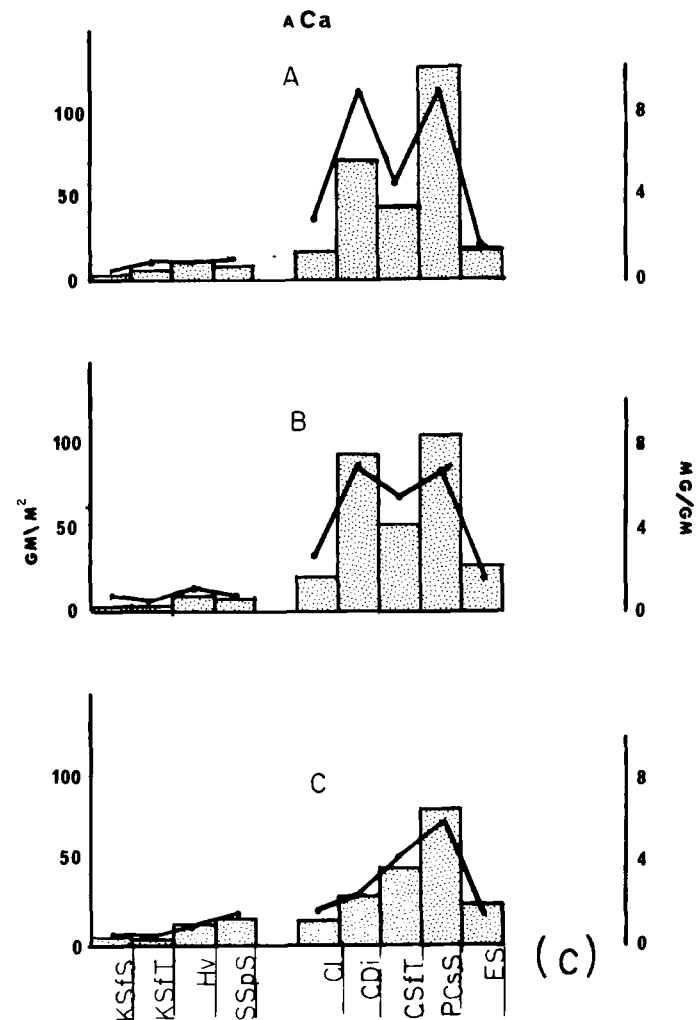 A Ca
A
100
50
0
8
4
0
B
100
50
0
GM\M²
8
4
0
MG/GM
C
100
50
0
8
4
0
KSfS
KSfT
Hv
SSpS
CL
CDi
CSfT
PCsS
ES
(C)